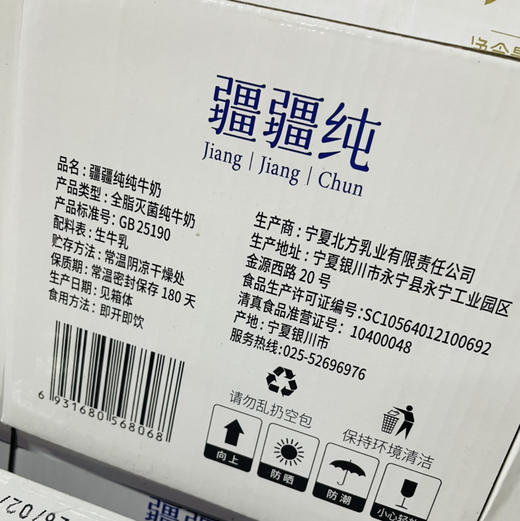 疆疆纯
Jiang | Jiang | Chun
品名：疆疆纯纯牛奶
产品类型：全脂灭菌纯牛奶
产品标准号：GB 25190
配料表：生牛乳
贮存方法：常温阴凉干燥处
保质期：常温密封保存 180 天
生产日期：见箱体
食用方法：即开即饮
6 931680 568068
生产商：宁夏北方乳业有限责任公司
生产地址：宁夏银川市永宁县永宁工业园区
金源西路 20 号
食品生产许可证编号：SC10564012100692
清真食品准营证号：10400048
产地：宁夏银川市
服务热线：025-52696976
请勿乱扔空包
保持环境清洁
向上
防晒
防潮
小心轻
26/02/